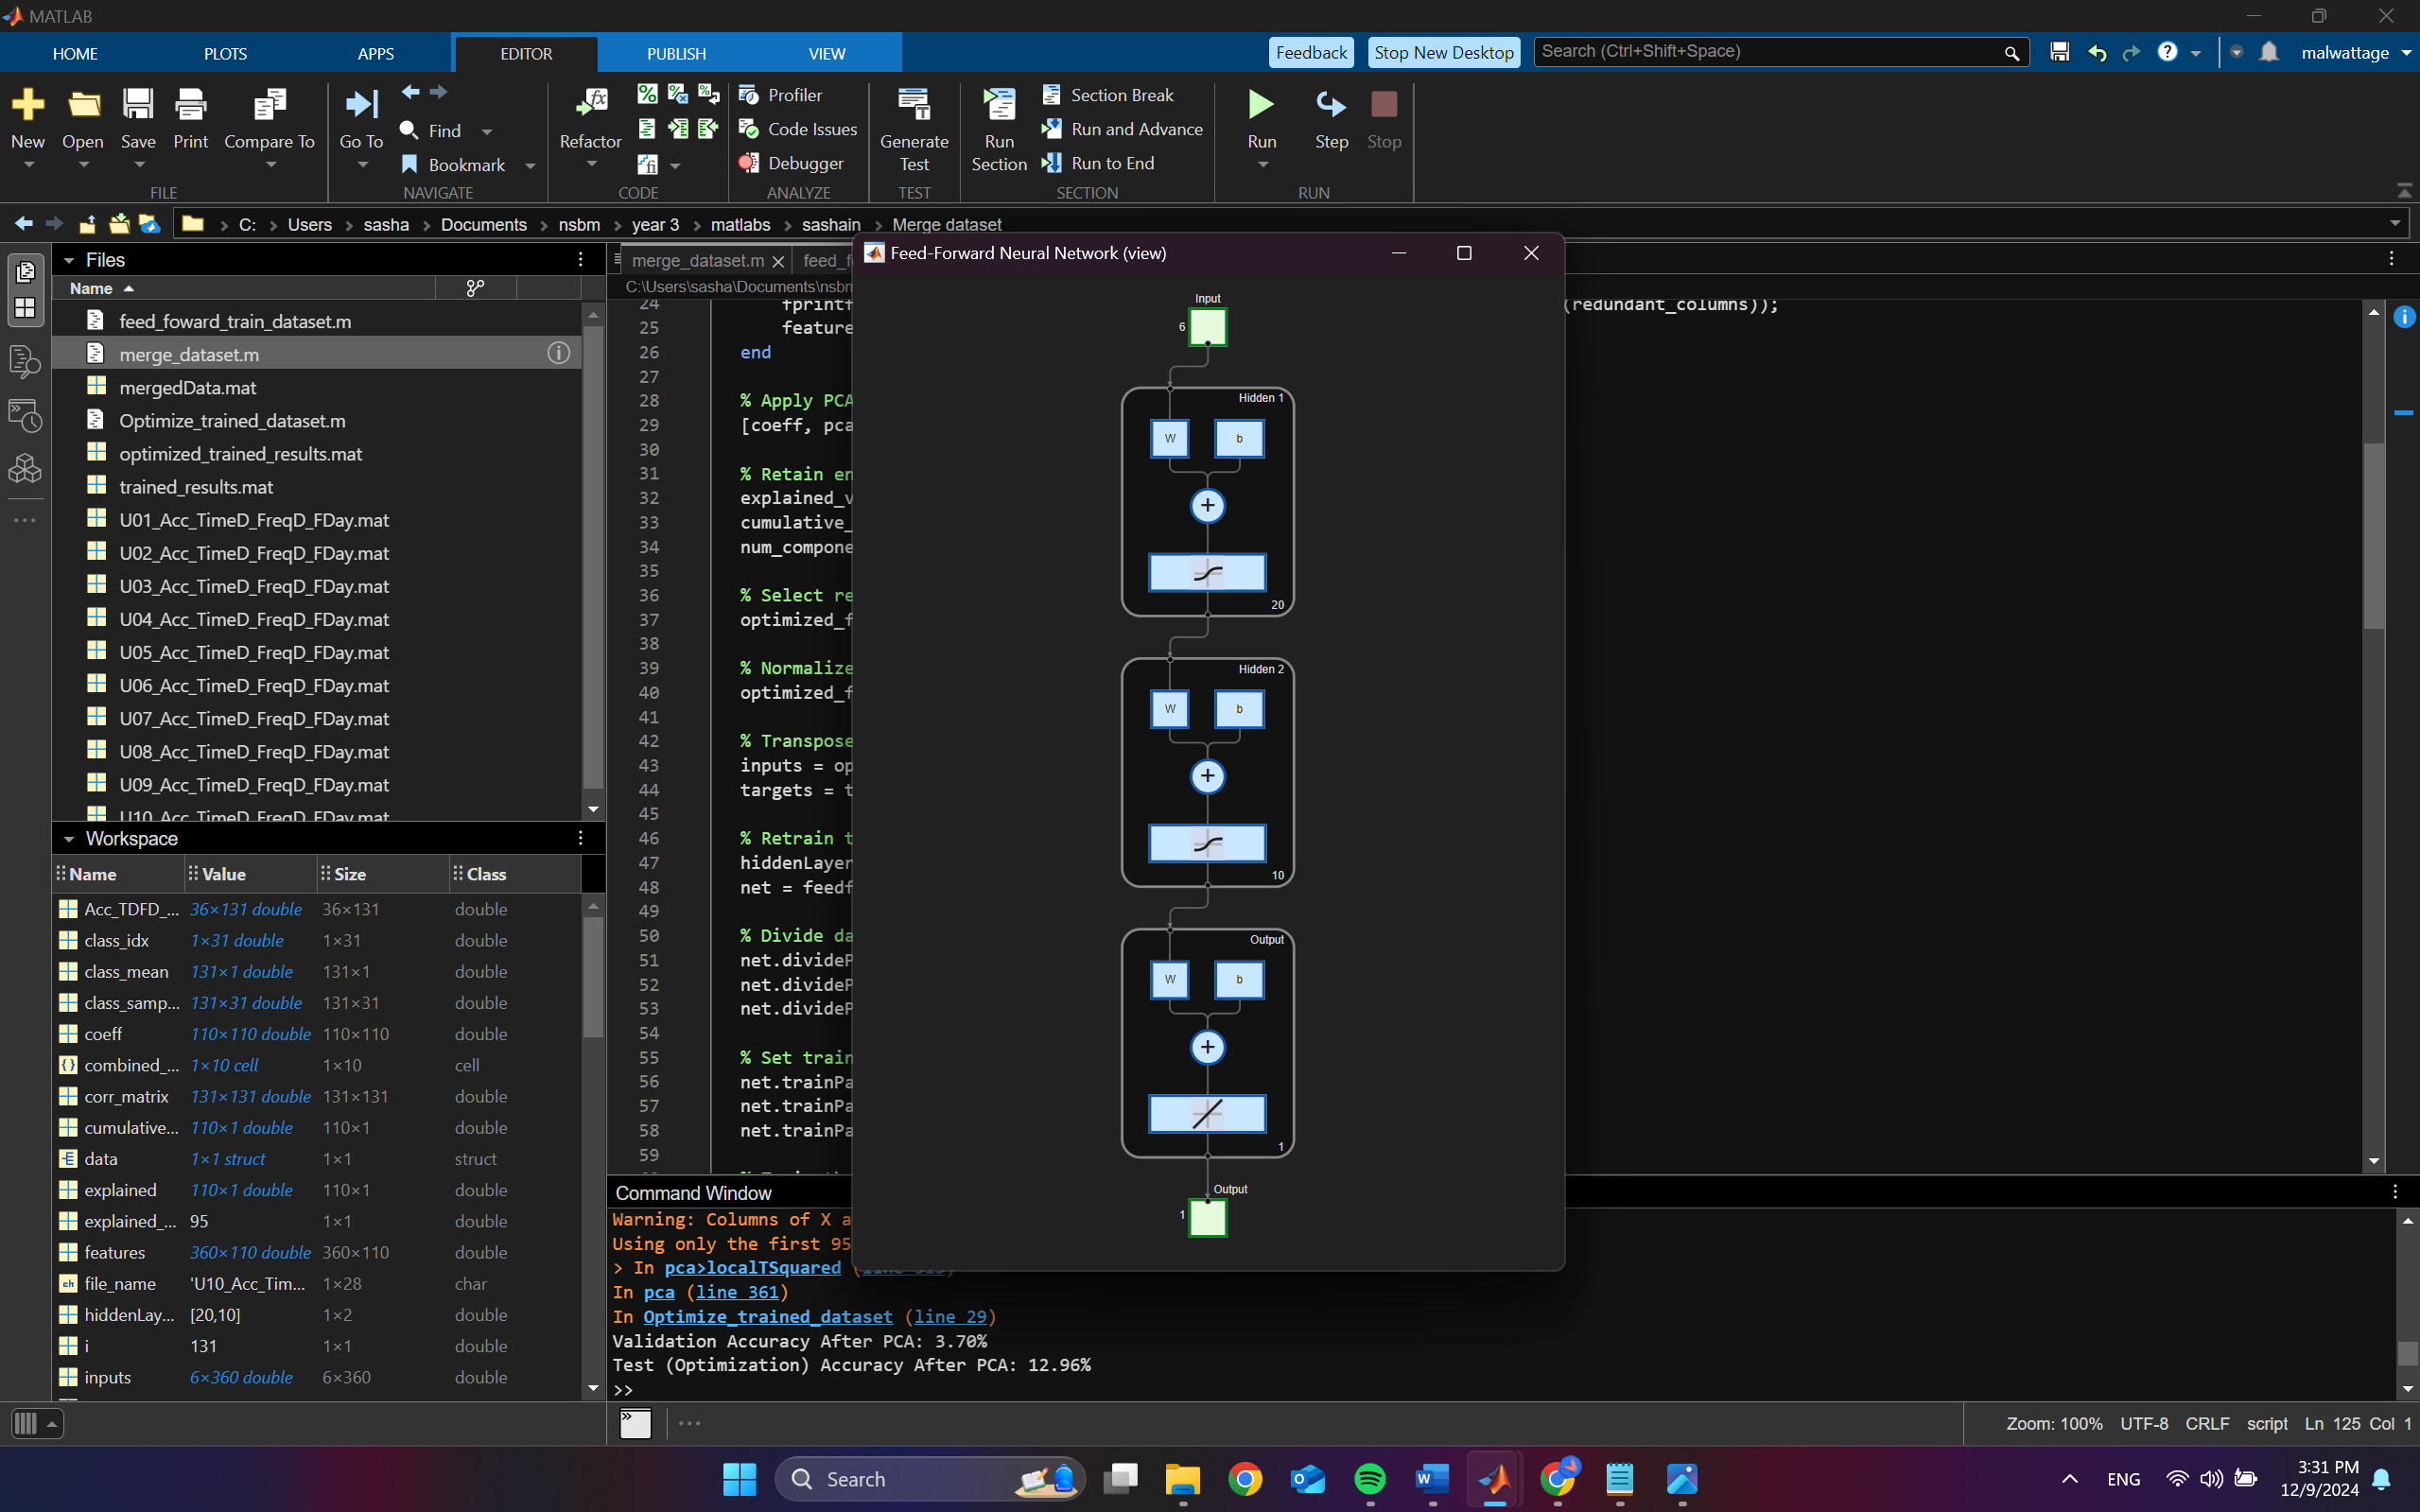 MATLAB
HOME PLOTS APPS EDITOR PUBLISH VIEW Feedback Stop New Desktop Search (Ctrl+Shift+Space) malwattage
New Open Save Print Compare To Go To Find Bookmark Refactor Profiler Code Issues Debugger Generate Test Run Section Section Break Run and Advance Run to End Run Step Stop
FILE NAVIGATE CODE ANALYZE TEST SECTION RUN
C: › Users › sasha › Documents › nsbm › year 3 › matlabs › sashain › Merge dataset
Files
Name
feed_foward_train_dataset.m
merge_dataset.m
mergedData.mat
Optimize_trained_dataset.m
optimized_trained_results.mat
trained_results.mat
U01_Acc_TimeD_FreqD_FDay.mat
U02_Acc_TimeD_FreqD_FDay.mat
U03_Acc_TimeD_FreqD_FDay.mat
U04_Acc_TimeD_FreqD_FDay.mat
U05_Acc_TimeD_FreqD_FDay.mat
U06_Acc_TimeD_FreqD_FDay.mat
U07_Acc_TimeD_FreqD_FDay.mat
U08_Acc_TimeD_FreqD_FDay.mat
U09_Acc_TimeD_FreqD_FDay.mat
U10_Acc_TimeD_FreqD_FDay.mat
Workspace
Name Value Size Class
Acc_TDFD_... 36×131 double 36×131 double
class_idx 1×31 double 1×31 double
class_mean 131×1 double 131×1 double
class_samp... 131×31 double 131×31 double
coeff 110×110 double 110×110 double
combined_... 1×10 cell 1×10 cell
corr_matrix 131×131 double 131×131 double
cumulative... 110×1 double 110×1 double
data 1×1 struct 1×1 struct
explained 110×1 double 110×1 double
explained_... 95 1×1 double
features 360×110 double 360×110 double
file_name 'U10_Acc_Tim... 1×28 char
hiddenLay... [20,10] 1×2 double
i 131 1×1 double
inputs 6×360 double 6×360 double
merge_dataset.m feed_f
C:\Users\sasha\Documents\nsbm
24 fprintf (redundant_columns));
25 feature
26 end
27
28 % Apply PCA
29 [coeff, pca
30
31 % Retain en
32 explained_v
33 cumulative_
34 num_compone
35
36 % Select re
37 optimized_f
38
39 % Normalize
40 optimized_f
41
42 % Transpose
43 inputs = op
44 targets = t
45
46 % Retrain t
47 hiddenLayer
48 net = feedf
49
50 % Divide da
51 net.divideP
52 net.divideP
53 net.divideP
54
55 % Set train
56 net.trainPa
57 net.trainPa
58 net.trainPa
59
Feed-Forward Neural Network (view)
Input
6
Hidden 1
W b
+
20
Hidden 2
W b
+
10
Output
W b
+
1
Output
1
Command Window
Warning: Columns of X a
Using only the first 95
> In pca>localTSquared
In pca (line 361)
In Optimize_trained_dataset (line 29)
Validation Accuracy After PCA: 3.70%
Test (Optimization) Accuracy After PCA: 12.96%
>>
Zoom: 100% UTF-8 CRLF script Ln 125 Col 1
Search
ENG
3:31 PM
12/9/2024